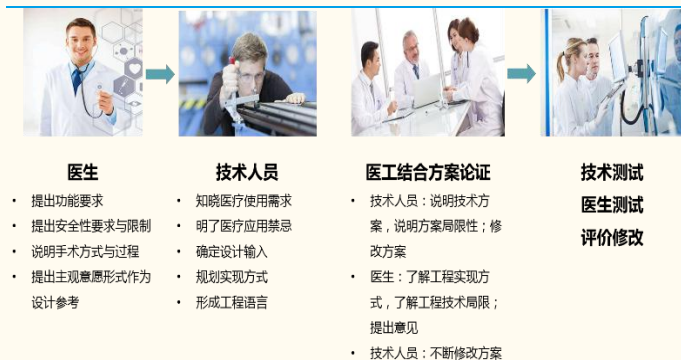 医生
• 提出功能要求
• 提出安全性要求与限制
• 说明手术方式与过程
• 提出主观意愿形式作为
设计参考
技术人员
• 知晓医疗使用需求
• 明了医疗应用禁忌
• 确定设计输入
• 规划实现方式
• 形成工程语言
医工结合方案论证
• 技术人员：说明技术方
案，说明方案局限性；修
改方案
• 医生：了解工程实现方
式，了解工程技术局限；
提出意见
• 技术人员：不断修改方案
技术测试
医生测试
评价修改